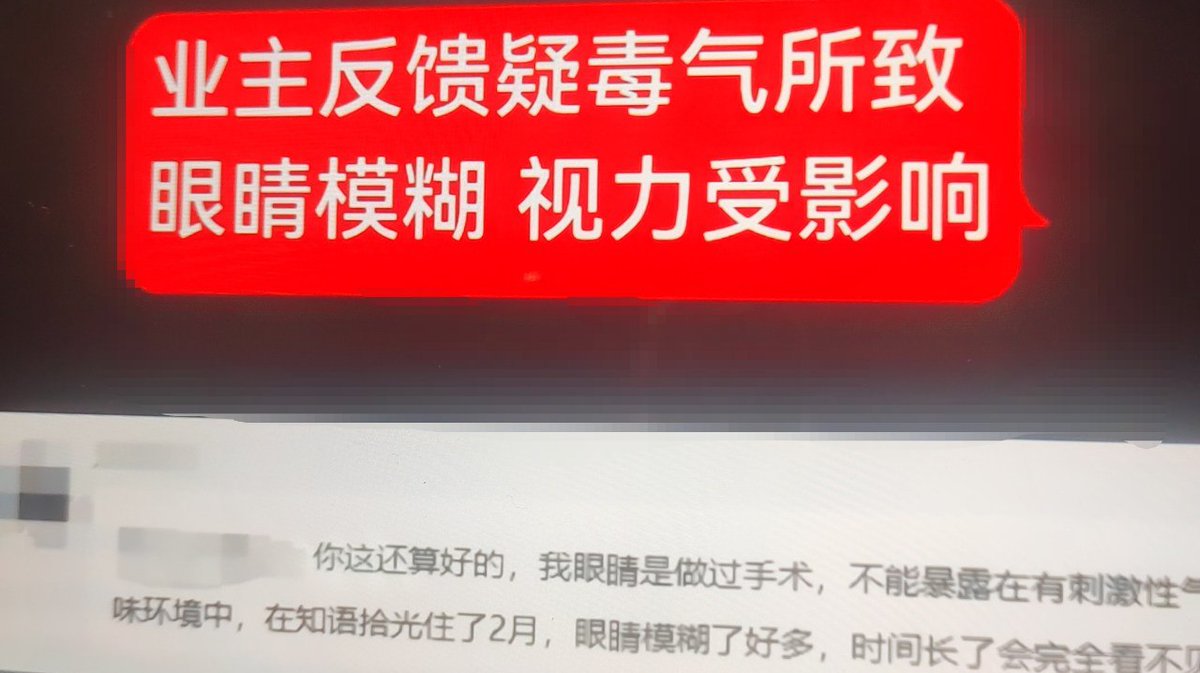 业主反馈疑毒气所致
眼睛模糊 视力受影响
你这还算好的，我眼睛是做过手术，不能暴露在有刺激性气
味环境中，在知语拾光住了2月，眼睛模糊了好多，时间长了会完全看不见